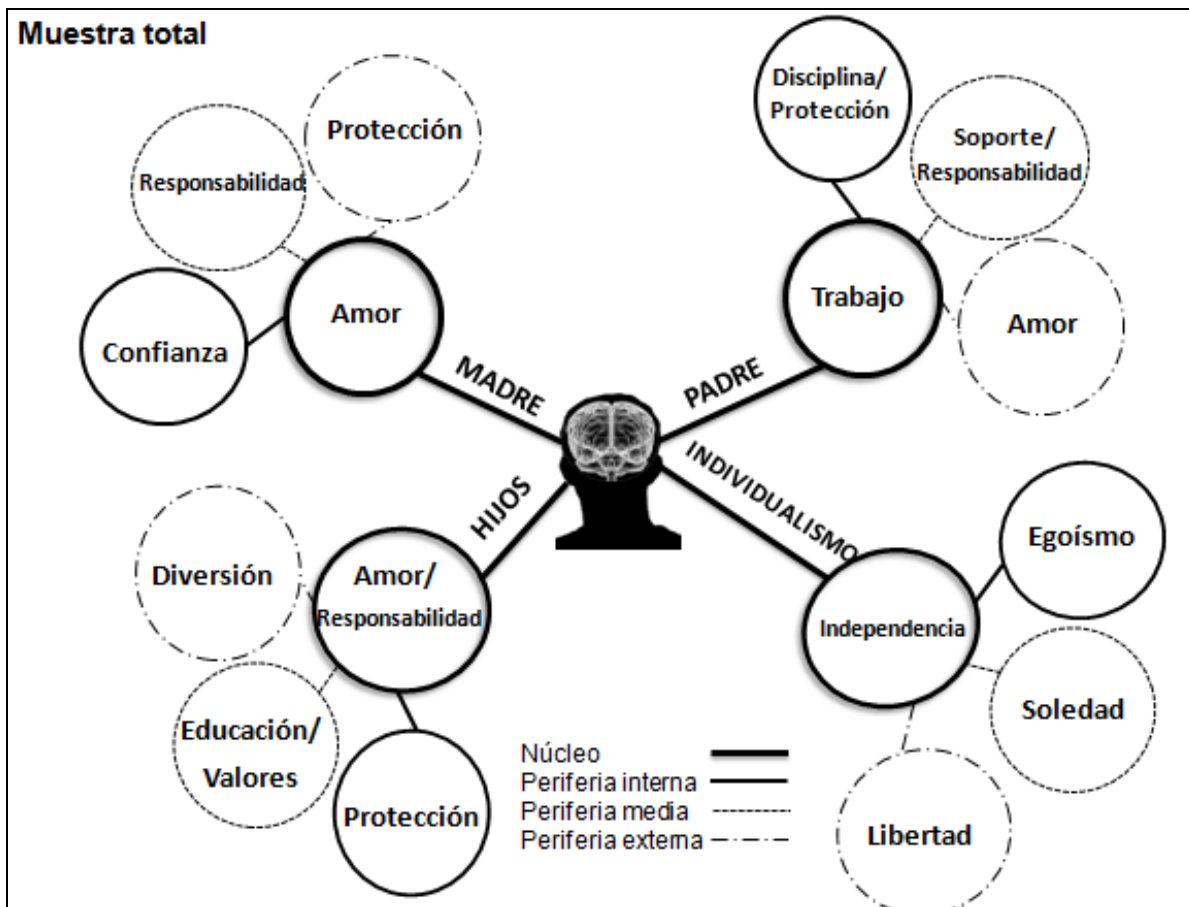 Muestra total
Protección
Responsabilidad
Confianza
Amor
MADRE
Disciplina/
Protección
Soporte/
Responsabilidad
Trabajo
Amor
PADRE
HIJOS
Diversión
Amor/
Responsabilidad
Educación/
Valores
Protección
INDIVIDUALISMO
Egoísmo
Independencia
Soledad
Libertad
Núcleo
Periferia interna
Periferia media
Periferia externa